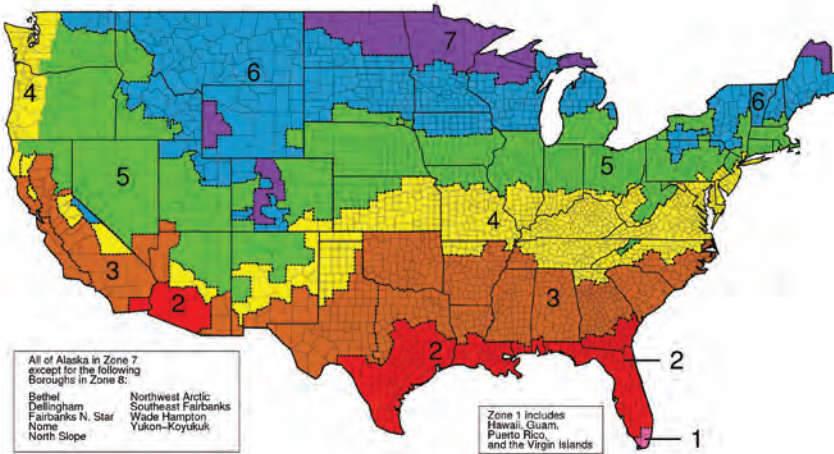 7
6
4
6
5
5
4
3
3
2
2
2
1
All of Alaska in Zone 7
except for the following
Boroughs in Zone 8:
Bethel Northwest Arctic
Dellingham Southeast Fairbanks
Fairbanks N. Star Wade Hampton
Nome Yukon–Koyukuk
North Slope
Zone 1 includes
Hawaii, Guam,
Puerto Rico,
and the Virgin Islands